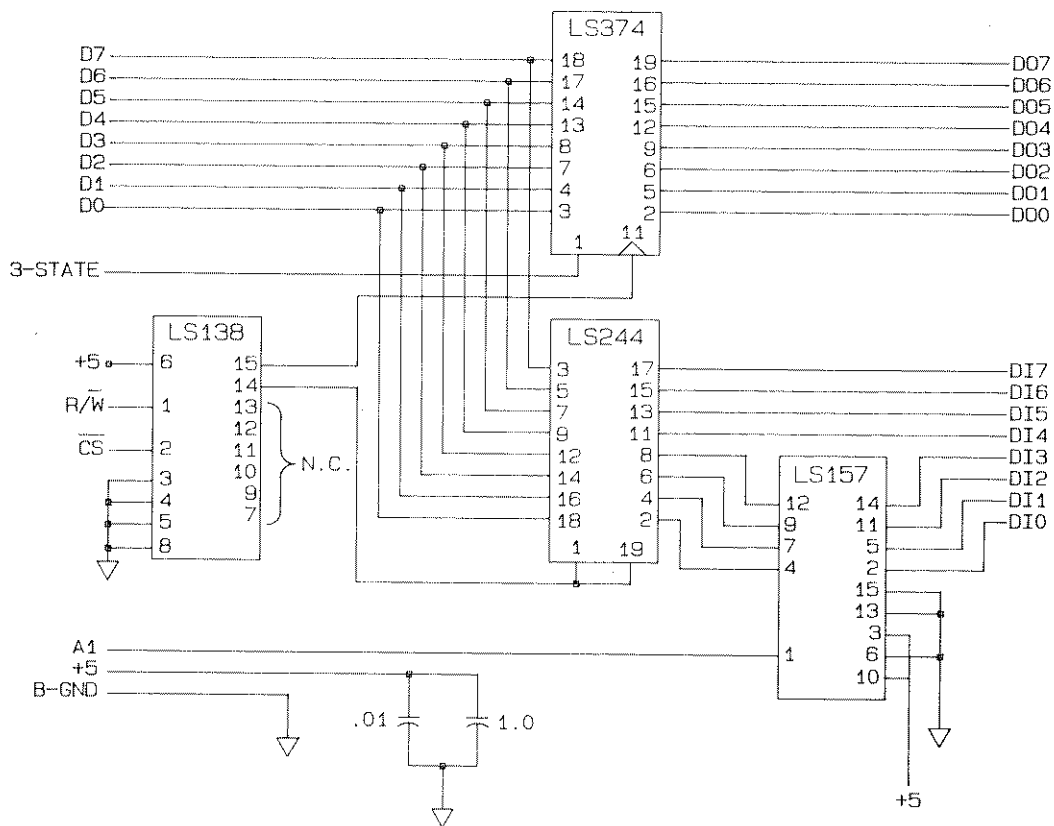 LS374
D7
D6
D5
D4
D3
D2
D1
D0
18
17
14
13
8
7
4
3
19
16
15
12
9
6
5
2
1
11
DO7
DO6
DO5
DO4
DO3
DO2
DO1
DO0
3-STATE
LS138
+5
R/W̅
C̅S̅
6
1
2
3
4
5
8
15
14
13
12
11
10
9
7
N.C.
LS244
3
5
7
9
12
14
16
18
17
15
13
11
8
6
4
2
1
19
DI7
DI6
DI5
DI4
DI3
DI2
DI1
DI0
LS157
12
9
7
4
1
14
11
5
2
15
13
3
6
10
A1
+5
B-GND
.01
1.0
+5